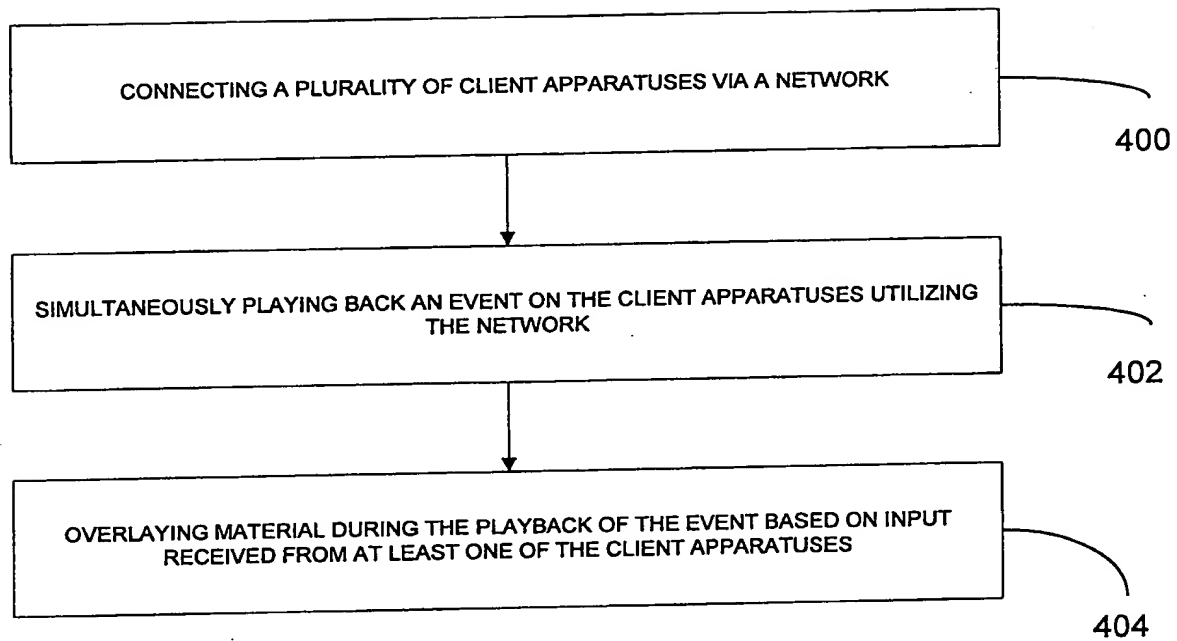 CONNECTING A PLURALITY OF CLIENT APPARATUSES VIA A NETWORK
400
SIMULTANEOUSLY PLAYING BACK AN EVENT ON THE CLIENT APPARATUSES UTILIZING
THE NETWORK
402
OVERLAYING MATERIAL DURING THE PLAYBACK OF THE EVENT BASED ON INPUT
RECEIVED FROM AT LEAST ONE OF THE CLIENT APPARATUSES
404